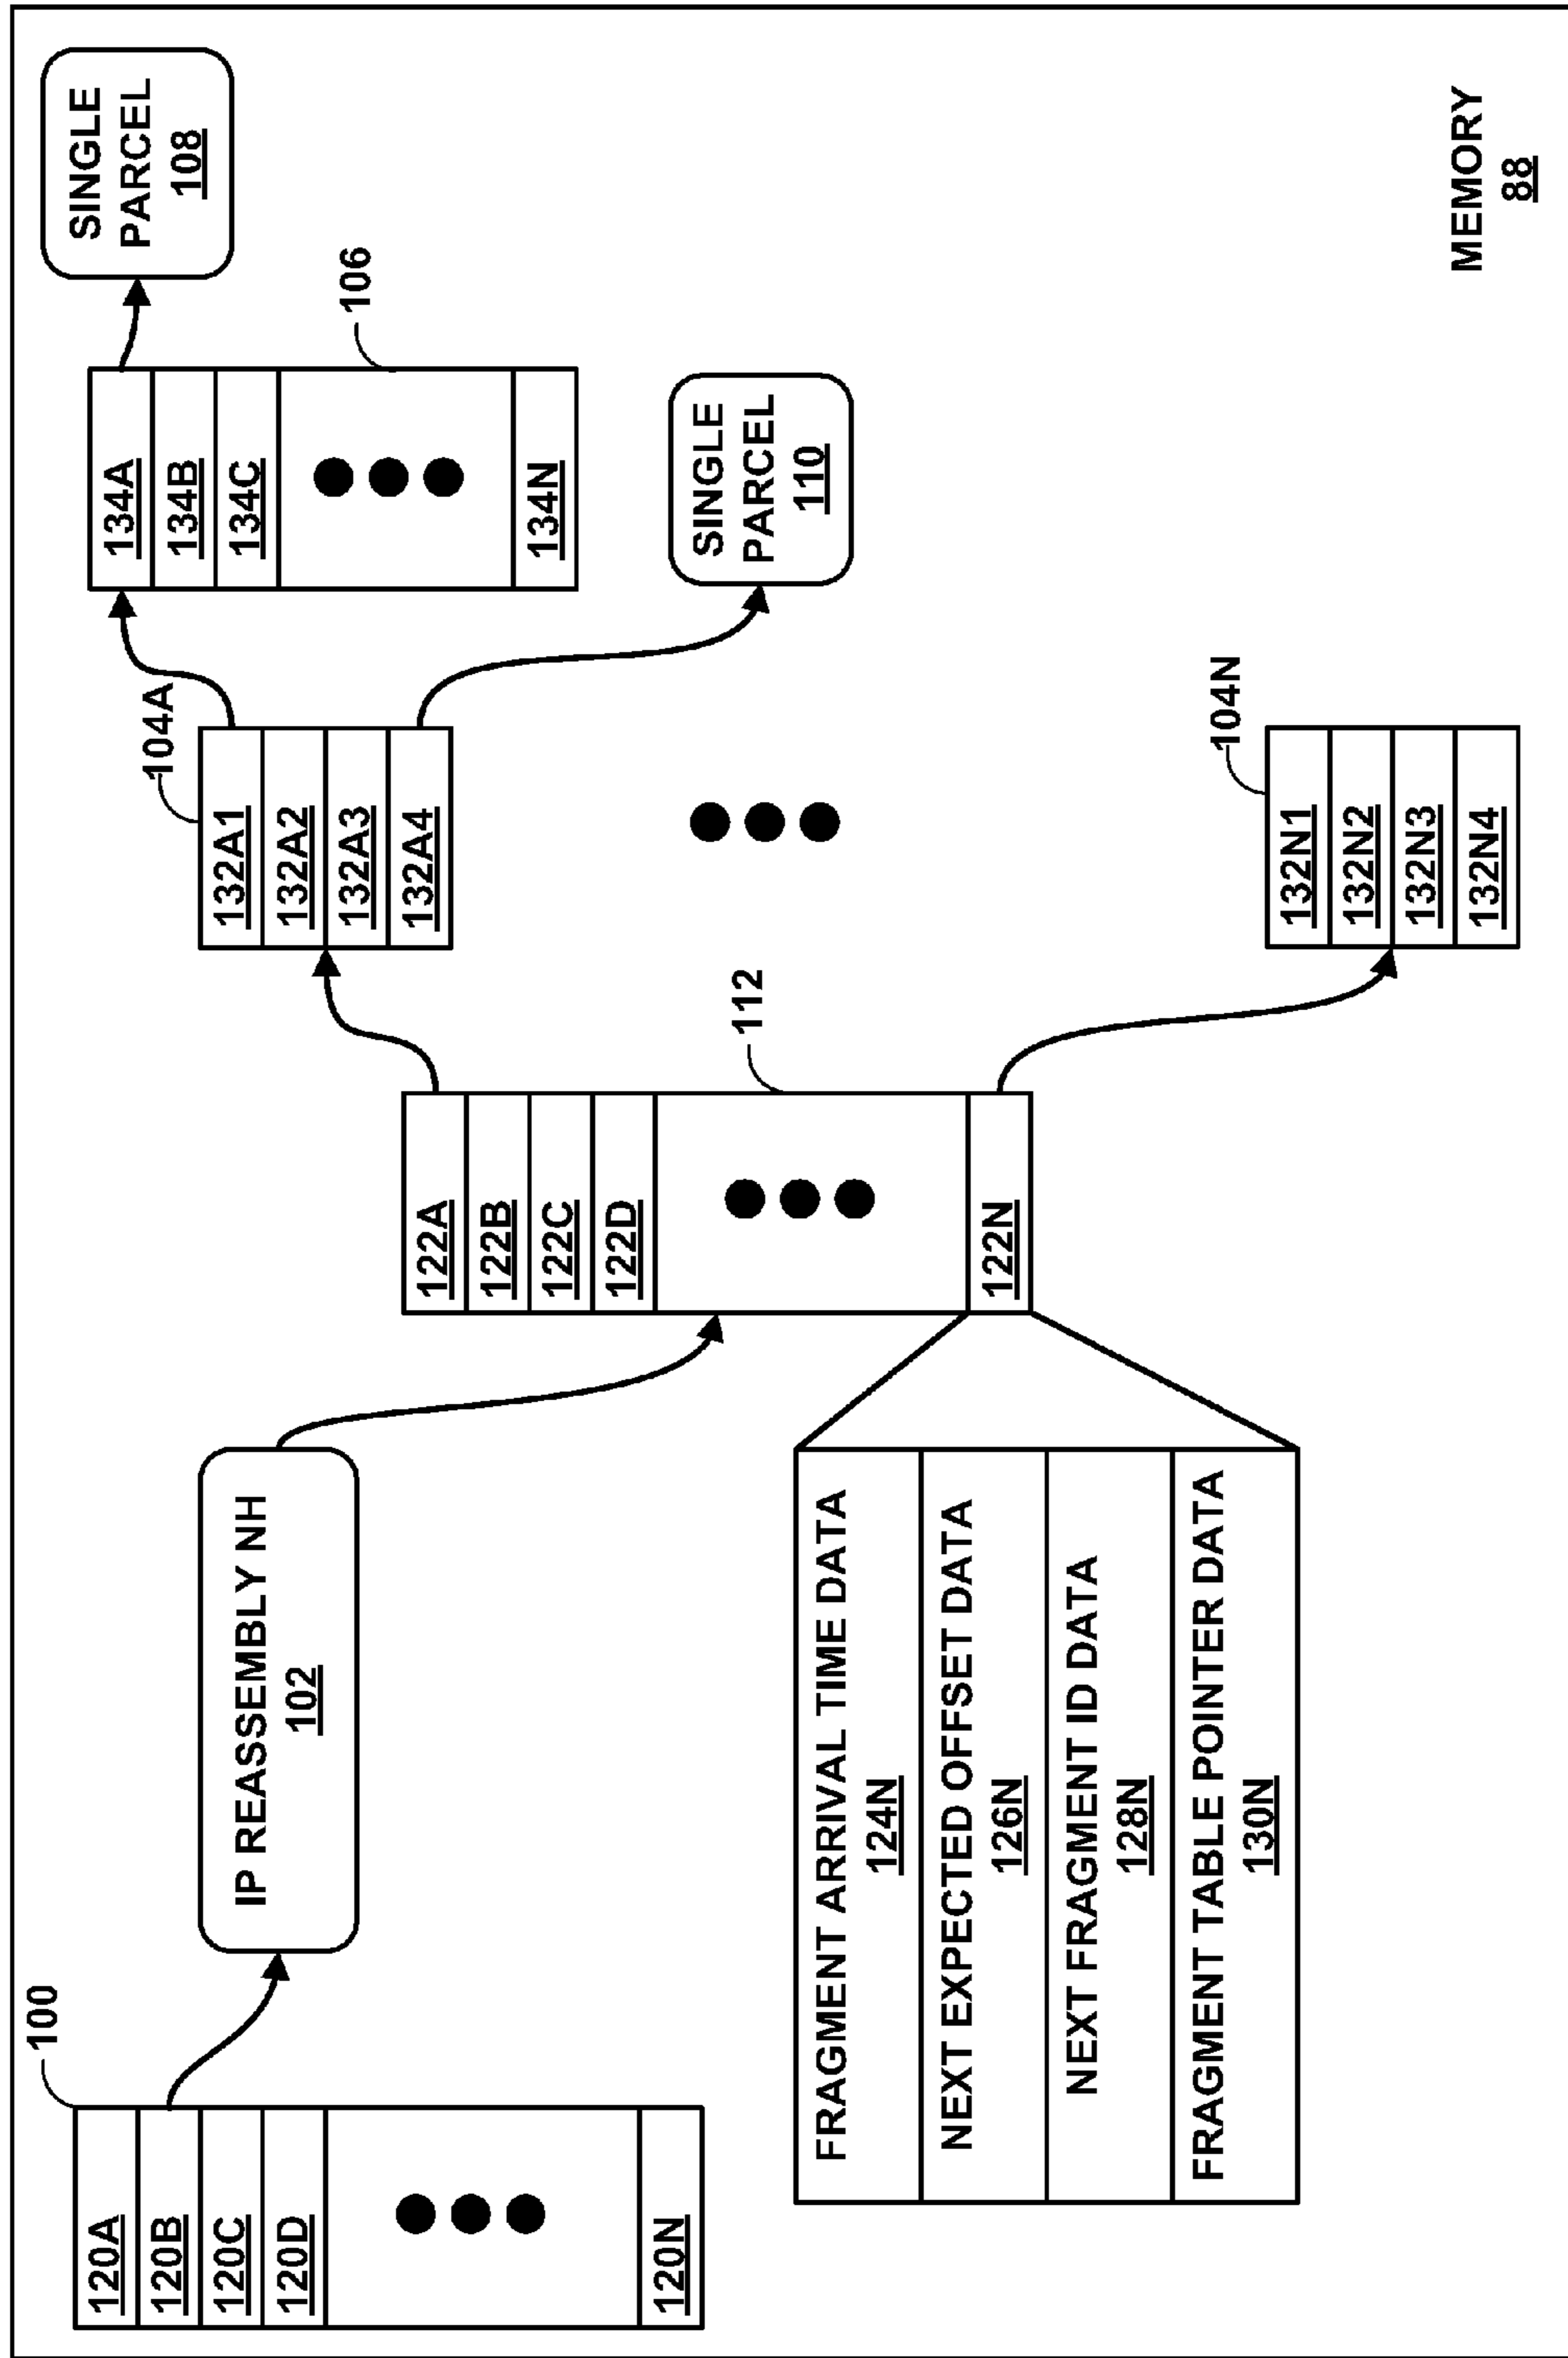 100
120A
120B
120C
120D
120N
IP REASSEMBLY NH
102
FRAGMENT ARRIVAL TIME DATA
124N
NEXT EXPECTED OFFSET DATA
126N
NEXT FRAGMENT ID DATA
128N
FRAGMENT TABLE POINTER DATA
130N
112
122A
122B
122C
122D
122N
104A
132A1
132A2
132A3
132A4
104N
132N1
132N2
132N3
132N4
106
134A
134B
134C
134N
SINGLE
PARCEL
108
SINGLE
PARCEL
110
MEMORY
88